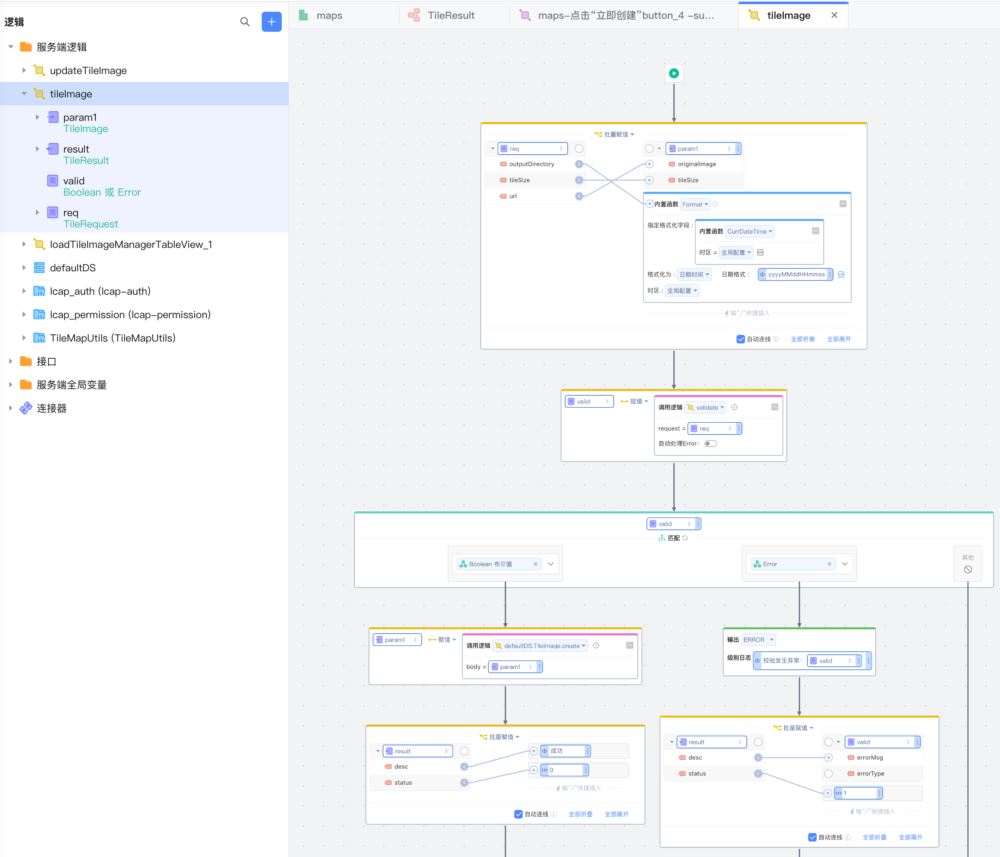 逻辑
服务端逻辑
updateTileImage
tileImage
param1
TileImage
result
TileResult
valid
Boolean 或 Error
req
TileRequest
loadTileImageManagerTableView_1
defaultDS
lcap_auth (lcap-auth)
lcap_permission (lcap-permission)
TileMapUtils (TileMapUtils)
接口
服务端全局变量
连接器
maps
TileResult
maps-点击“立即创建”button_4 -su...
tileImage
批量赋值
req
param1
outputDirectory
originalImage
tileSize
tileSize
url
内置函数 Format
指定格式化字段 :
内置函数 CurrDateTime
时区 = 全局配置
格式化为 : 日期时间 日期格式 : yyyyMMddHHmmss
时区 : 全局配置
输“/”快捷插入
自动连线 全部折叠 全部展开
valid 赋值
调用逻辑 validate
request = req
自动处理Error:
valid
匹配
Boolean 布尔值
Error
其他
param1 赋值
调用逻辑 defaultDS.TileImage.create
body = param1
输出 ERROR
级别日志 校验发生异常: valid
批量赋值
result
成功
desc
123 0
status
输“/”快捷插入
自动连线 全部折叠 全部展开
批量赋值
result
valid
desc
errorMsg
status
errorType
123 1
输“/”快捷插入
自动连线 全部折叠 全部展开